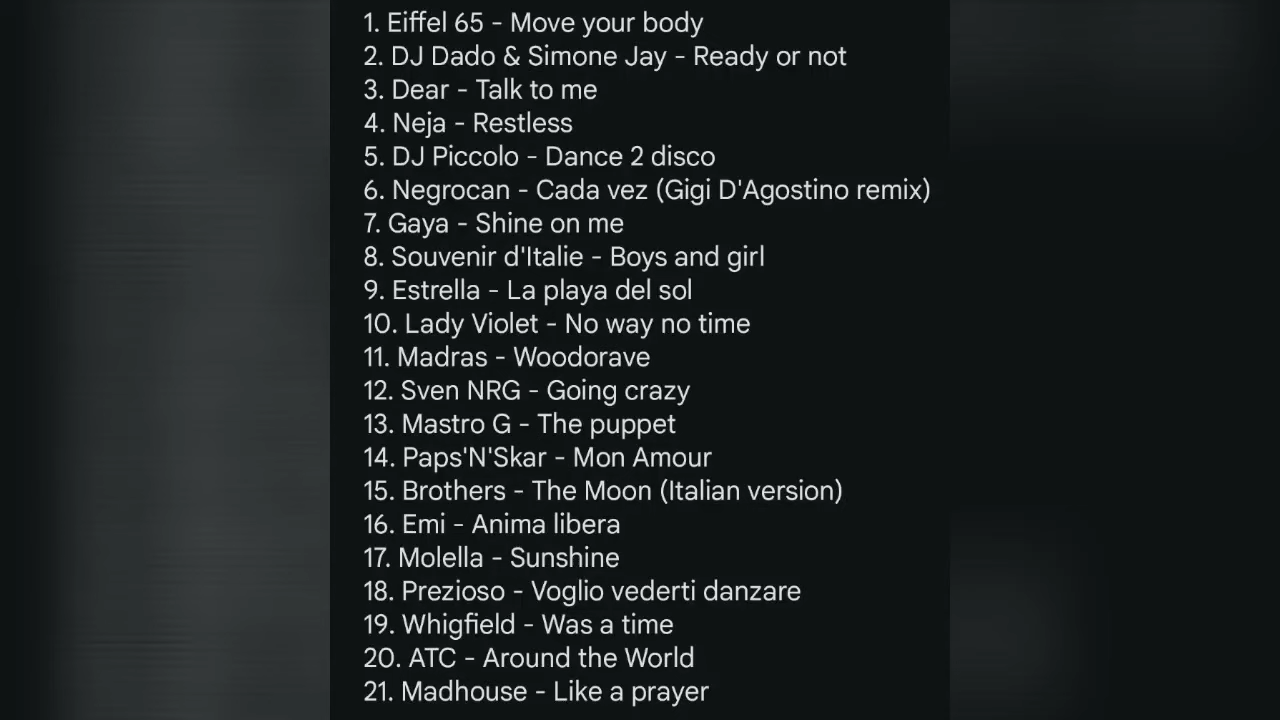 1. Eiffel 65 - Move your body
2. DJ Dado & Simone Jay - Ready or not
3. Dear - Talk to me
4. Neja - Restless
5. DJ Piccolo - Dance 2 disco
6. Negrocan - Cada vez (Gigi D'Agostino remix)
7. Gaya - Shine on me
8. Souvenir d'Italie - Boys and girl
9. Estrella - La playa del sol
10. Lady Violet - No way no time
11. Madras - Woodorave
12. Sven NRG - Going crazy
13. Mastro G - The puppet
14. Paps'N'Skar - Mon Amour
15. Brothers - The Moon (Italian version)
16. Emi - Anima libera
17. Molella - Sunshine
18. Prezioso - Voglio vederti danzare
19. Whigfield - Was a time
20. ATC - Around the World
21. Madhouse - Like a prayer